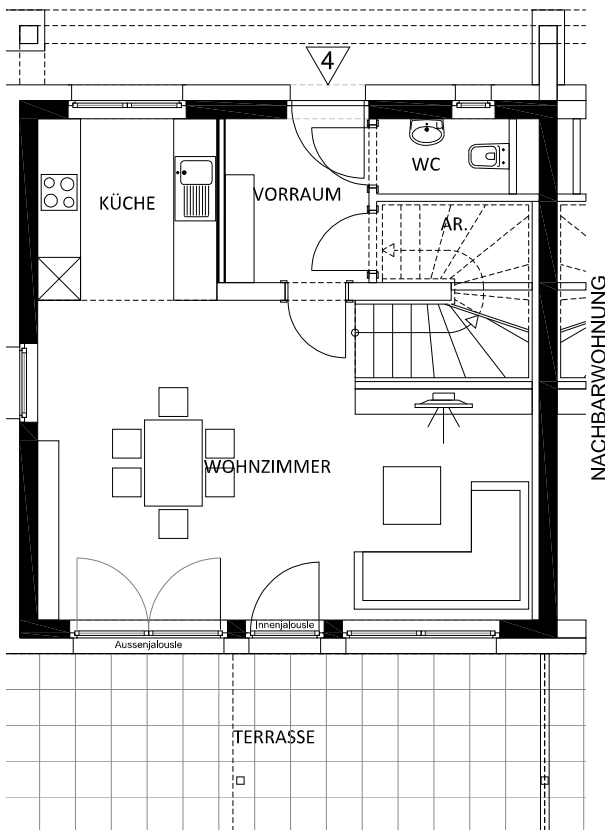 4
WC
KÜCHE
VORRAUM
AR.
NACHBARWOHNUNG
WOHNZIMMER
Innenjalousie
Aussenjalousie
TERRASSE